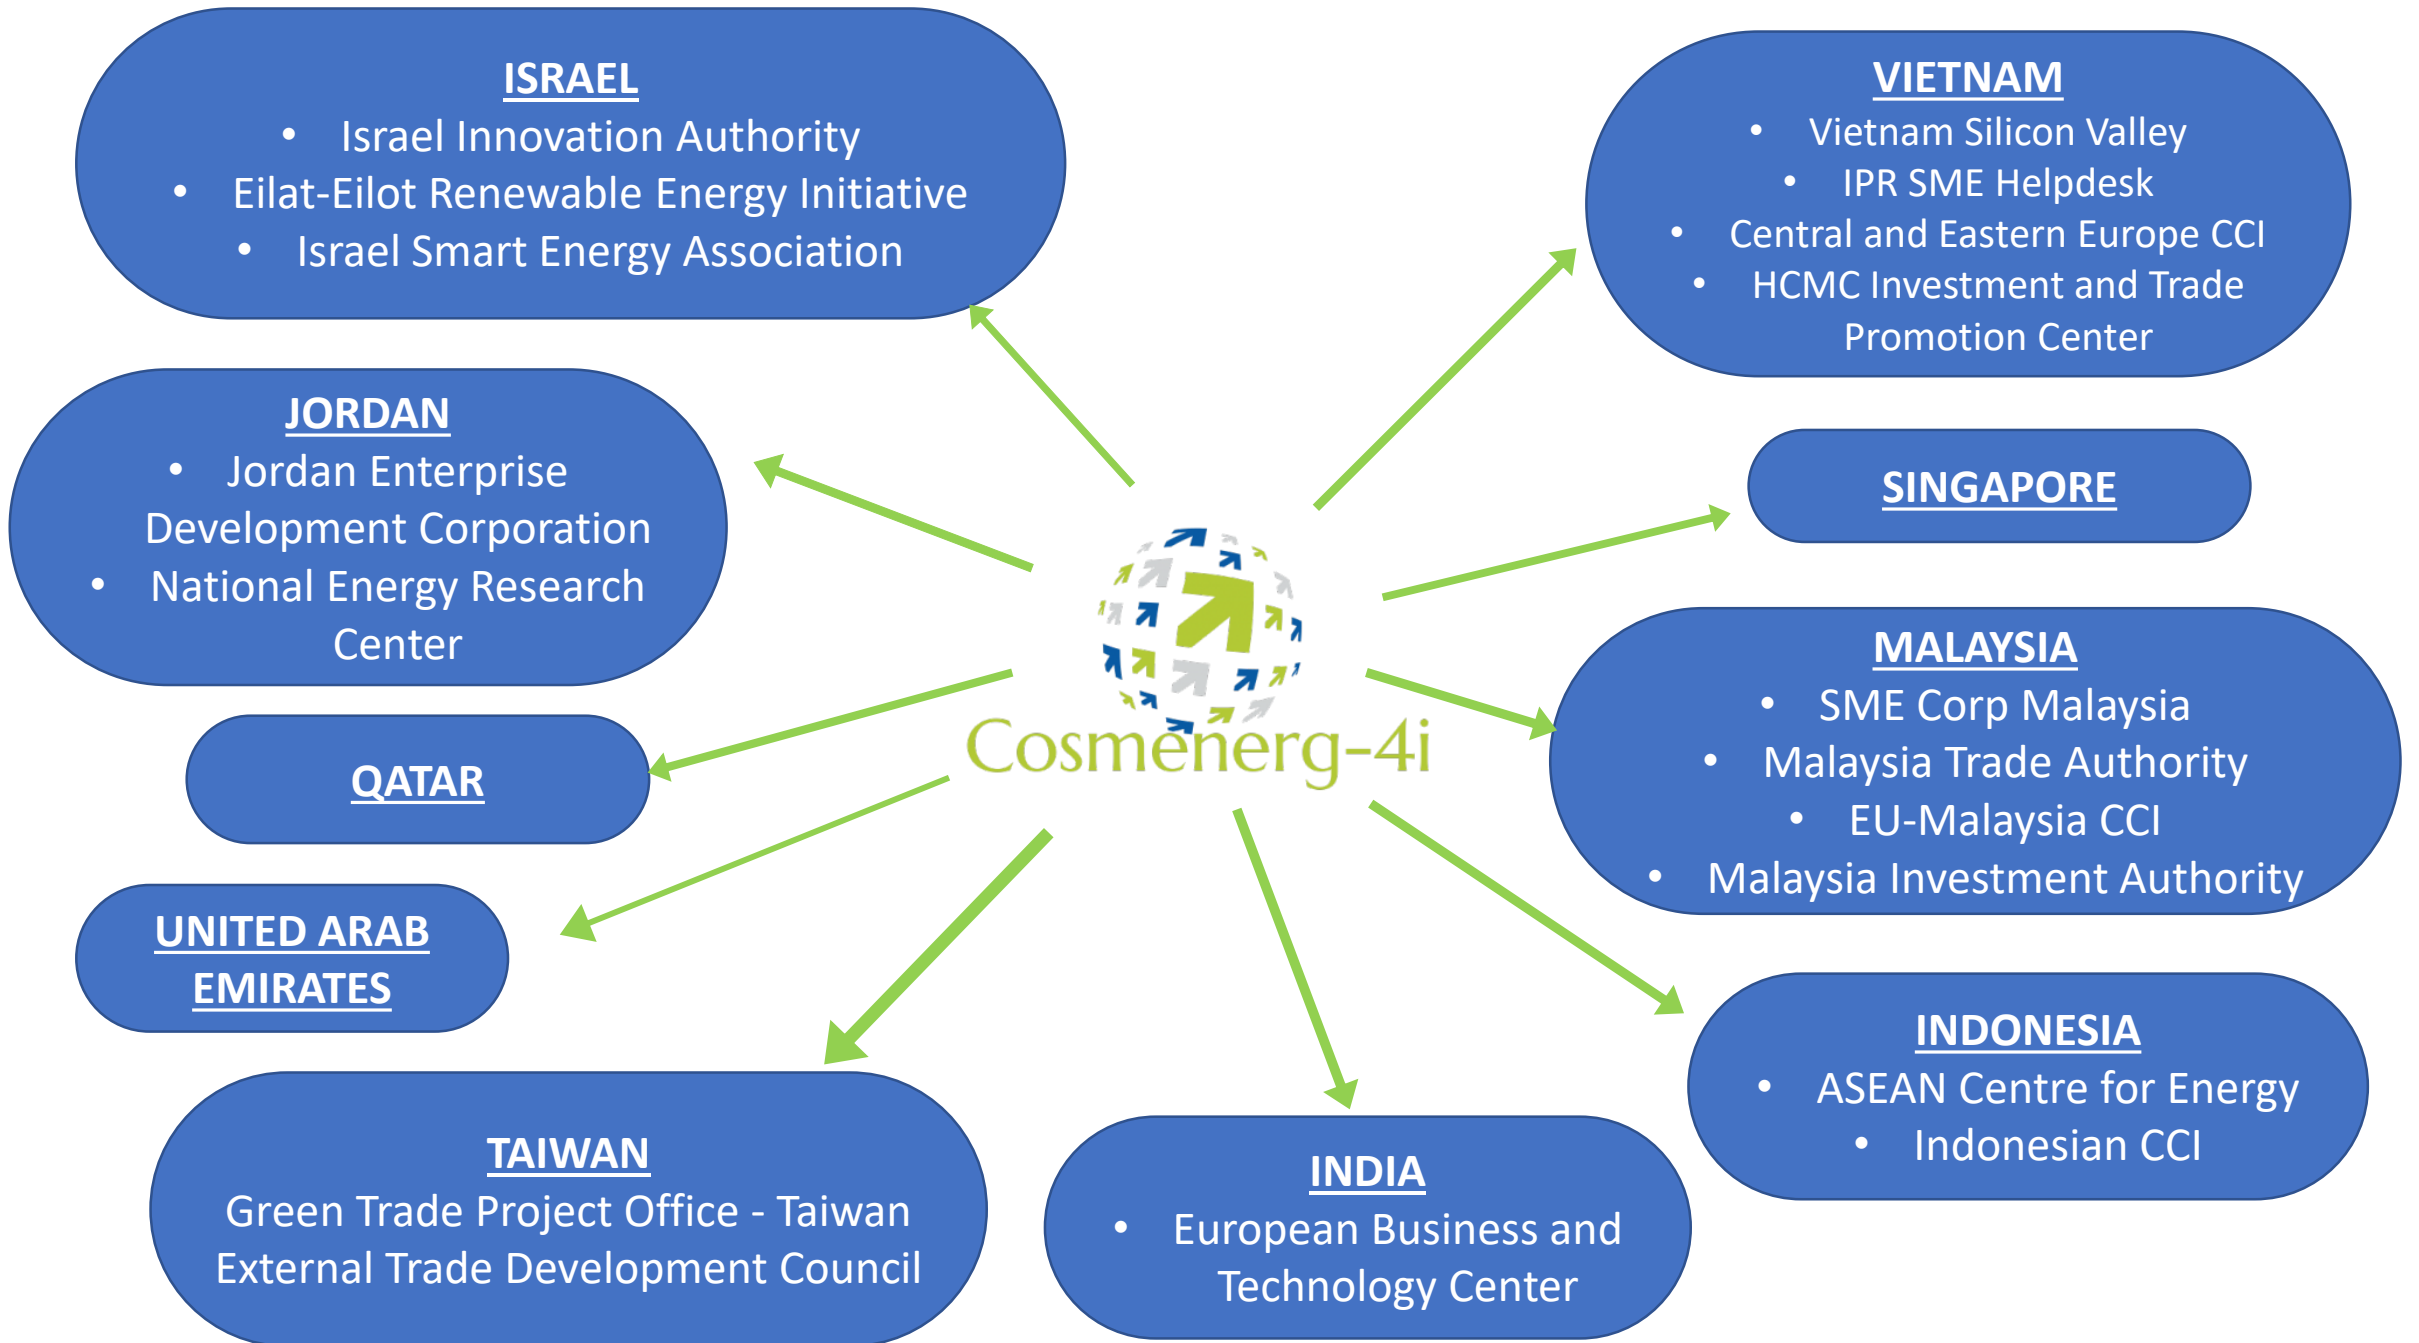 ISRAEL
• Israel Innovation Authority
• Eilat-Eilot Renewable Energy Initiative
• Israel Smart Energy Association
VIETNAM
• Vietnam Silicon Valley
• IPR SME Helpdesk
• Central and Eastern Europe CCI
• HCMC Investment and Trade
Promotion Center
JORDAN
• Jordan Enterprise
Development Corporation
• National Energy Research
Center
SINGAPORE
Cosmenerg-4i
MALAYSIA
• SME Corp Malaysia
• Malaysia Trade Authority
• EU-Malaysia CCI
• Malaysia Investment Authority
QATAR
UNITED ARAB
EMIRATES
INDONESIA
• ASEAN Centre for Energy
• Indonesian CCI
TAIWAN
Green Trade Project Office - Taiwan
External Trade Development Council
INDIA
• European Business and
Technology Center